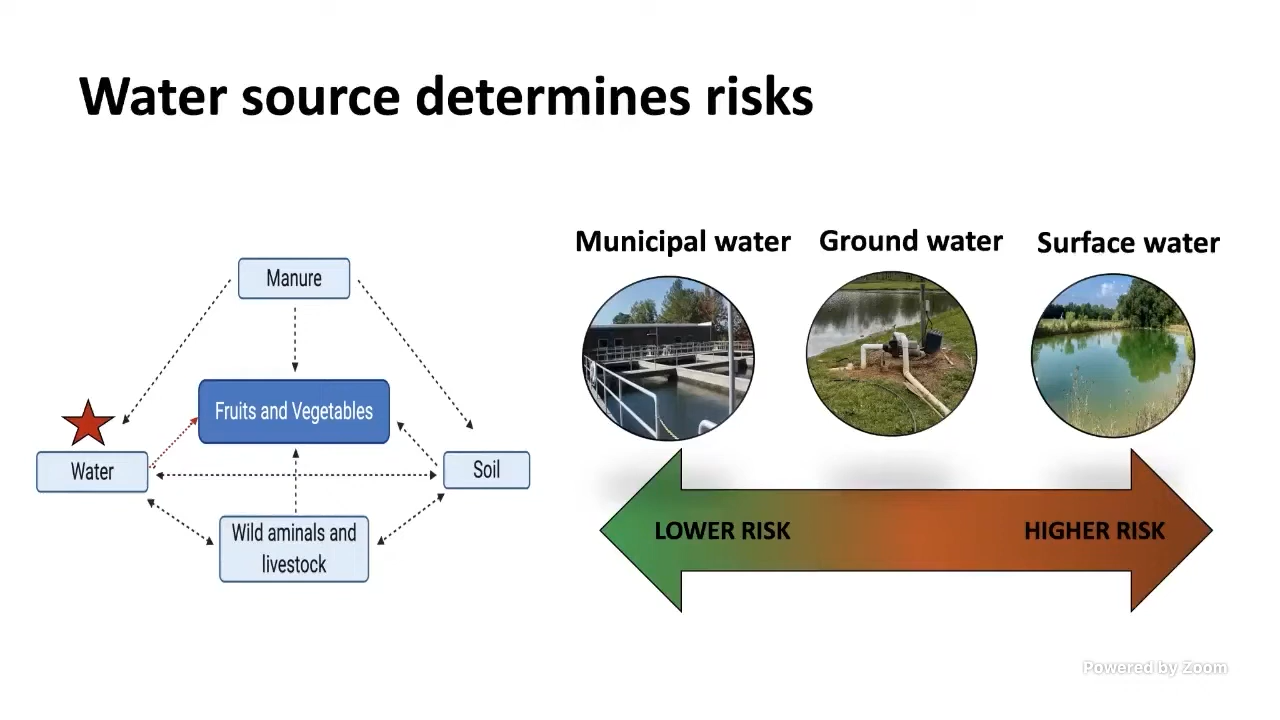 Water source determines risks
Manure
Fruits and Vegetables
Water
Soil
Wild aminals and
livestock
Municipal water
Ground water
Surface water
LOWER RISK
HIGHER RISK
Powered by Zoom